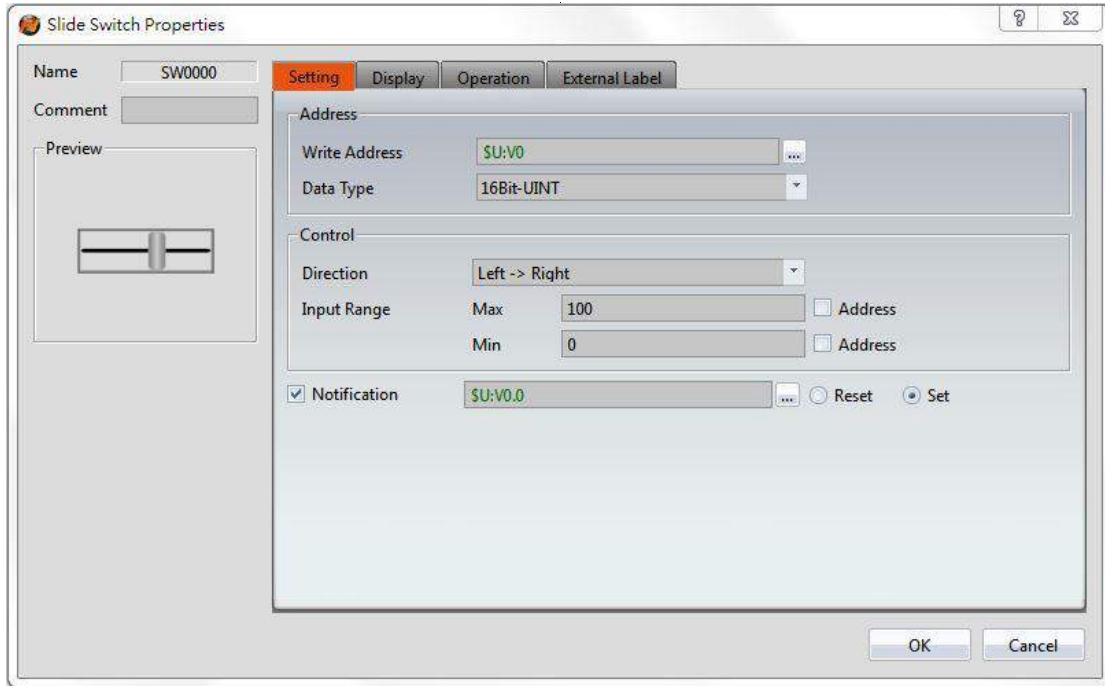 Slide Switch Properties
Name SW0000
Comment
Preview
Setting Display Operation External Label
Address
Write Address $U:V0 ...
Data Type 16Bit-UINT
Control
Direction Left -> Right
Input Range Max 100 Address
Min 0 Address
Notification $U:V0.0 ... Reset Set
OK Cancel